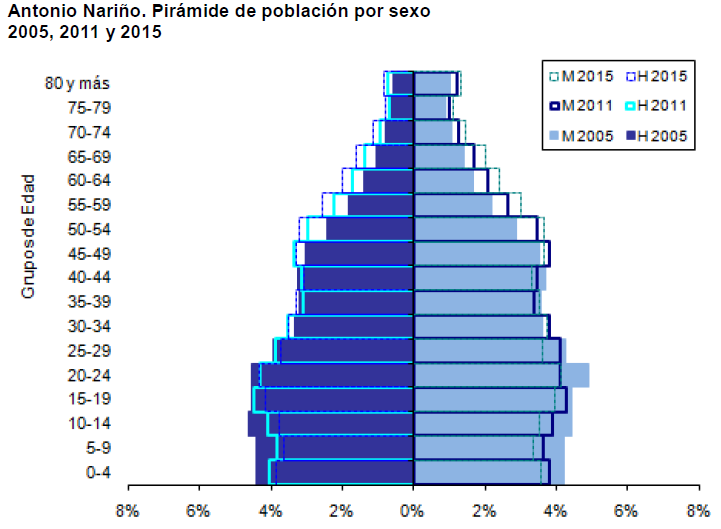 Antonio Nariño. Pirámide de población por sexo
2005, 2011 y 2015
M2015 H2015
M2011 H2011
M2005 H2005
Grupos de Edad
80 y más
75-79
70-74
65-69
60-64
55-59
50-54
45-49
40-44
35-39
30-34
25-29
20-24
15-19
10-14
5-9
0-4
8% 6% 4% 2% 0% 2% 4% 6% 8%